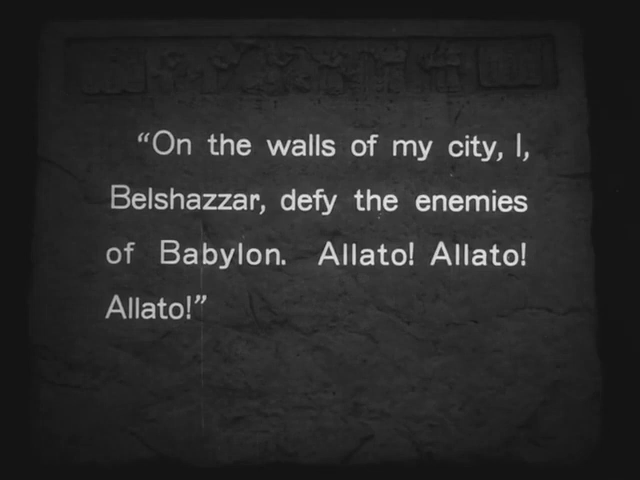 “On the walls of my city, I,
Belshazzar, defy the enemies
of Babylon. Allato! Allato!
Allato!”